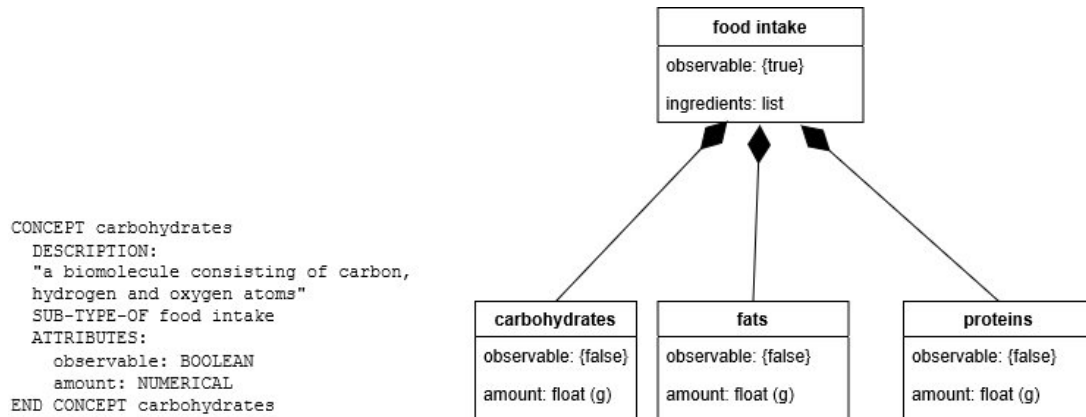 food intake
observable: {true}
ingredients: list
CONCEPT carbohydrates
DESCRIPTION:
"a biomolecule consisting of carbon,
hydrogen and oxygen atoms"
SUB-TYPE-OF food intake
ATTRIBUTES:
observable: BOOLEAN
amount: NUMERICAL
END CONCEPT carbohydrates
carbohydrates
observable: {false}
amount: float (g)
fats
observable: {false}
amount: float (g)
proteins
observable: {false}
amount: float (g)